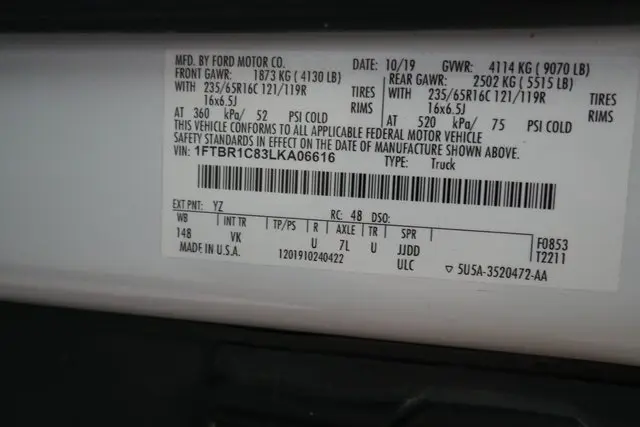 MFD. BY FORD MOTOR CO. DATE: 10/19 GVWR: 4114 KG ( 9070 LB)
FRONT GAWR: 1873 KG ( 4130 LB) REAR GAWR: 2502 KG ( 5515 LB)
WITH 235/65R16C 121/119R TIRES WITH 235/65R16C 121/119R TIRES
16x6.5J RIMS 16x6.5J RIMS
AT 360 kPa/ 52 PSI COLD AT 520 kPa/ 75 PSI COLD
THIS VEHICLE CONFORMS TO ALL APPLICABLE FEDERAL MOTOR VEHICLE
SAFETY STANDARDS IN EFFECT ON THE DATE OF MANUFACTURE SHOWN ABOVE.
VIN: 1FTBR1C83LKA06616 TYPE: Truck
EXT PNT: YZ RC: 48 DSO:
WB INT TR TP/PS R AXLE TR SPR F0853
148 VK U 7L U JJDD T2211
MADE IN U.S.A. 1201910240422 ULC ▽ 5U5A-3520472-AA